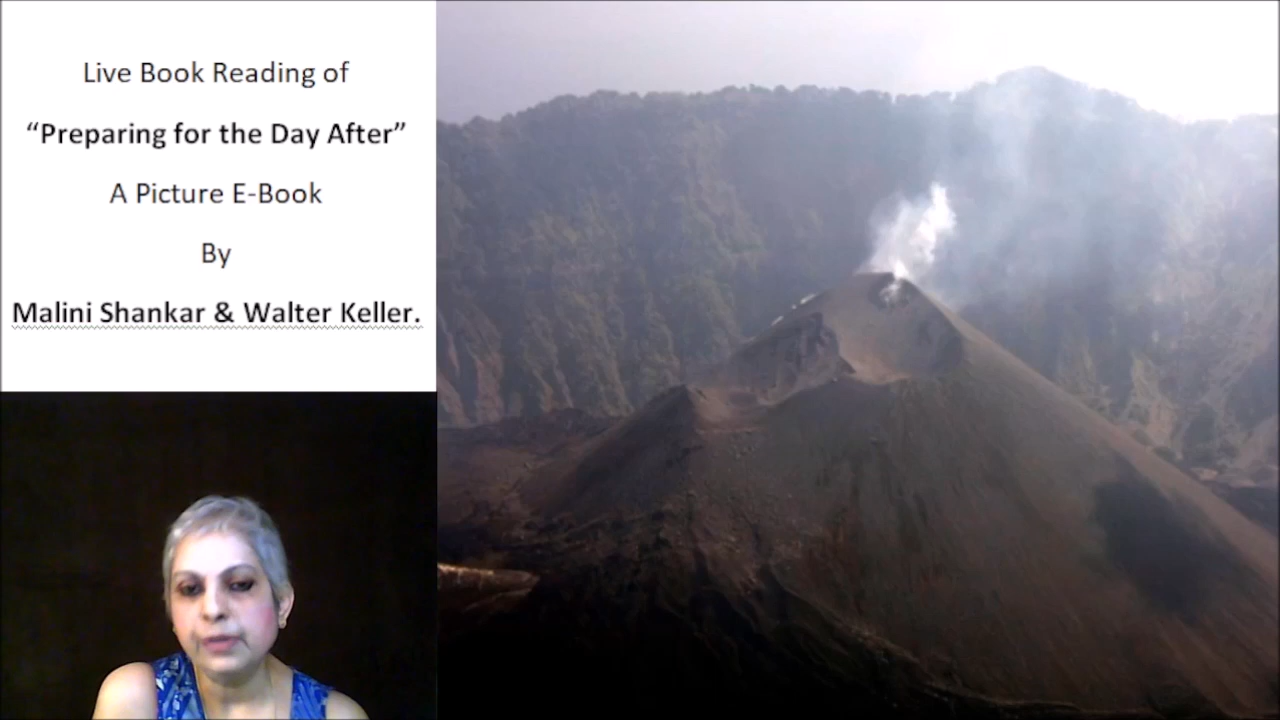 Live Book Reading of
“Preparing for the Day After”
A Picture E-Book
By
Malini Shankar & Walter Keller.